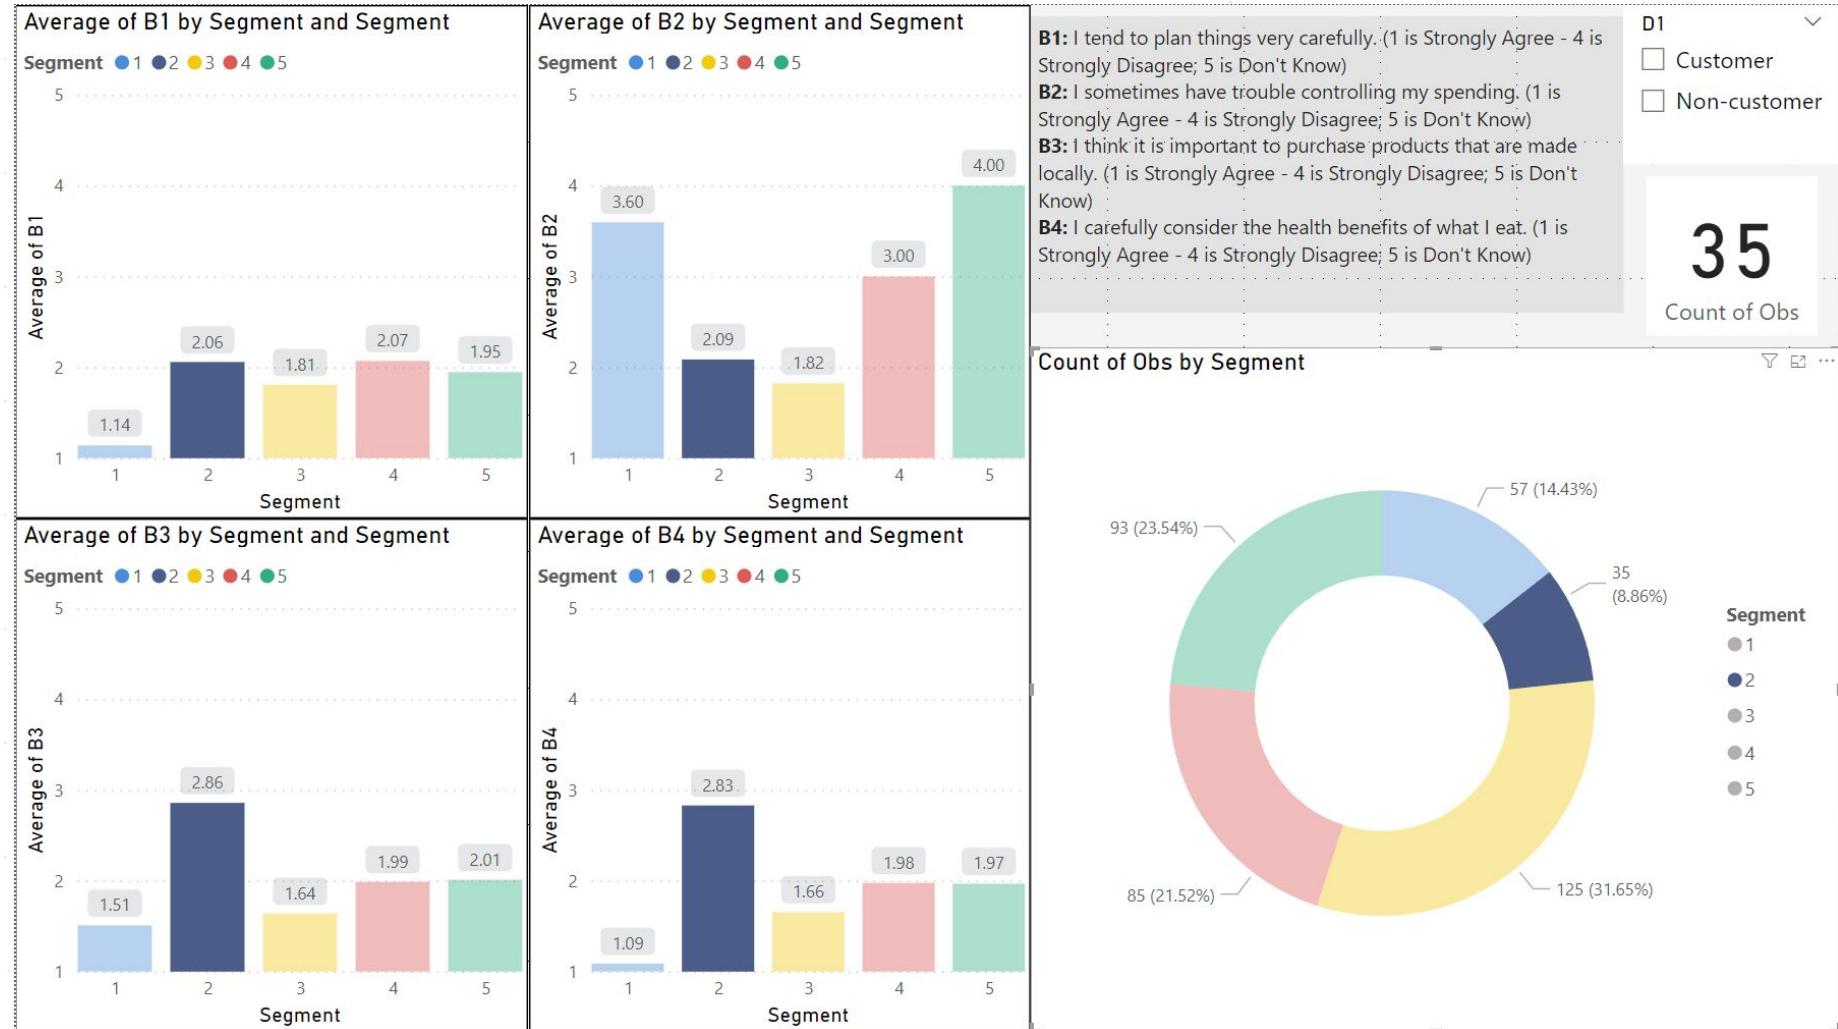 Average of B1 by Segment and Segment
Segment 1 2 3 4 5
5
4
3
2
1
Average of B1
1.14
2.06
1.81
2.07
1.95
1 2 3 4 5
Segment
Average of B2 by Segment and Segment
Segment 1 2 3 4 5
5
4
3
2
1
Average of B2
3.60
2.09
1.82
3.00
4.00
1 2 3 4 5
Segment
B1: I tend to plan things very carefully. (1 is Strongly Agree - 4 is
Strongly Disagree; 5 is Don't Know)
B2: I sometimes have trouble controlling my spending. (1 is
Strongly Agree - 4 is Strongly Disagree; 5 is Don't Know)
B3: I think it is important to purchase products that are made
locally. (1 is Strongly Agree - 4 is Strongly Disagree; 5 is Don't
Know)
B4: I carefully consider the health benefits of what I eat. (1 is
Strongly Agree - 4 is Strongly Disagree; 5 is Don't Know)
D1
Customer
Non-customer
35
Count of Obs
Average of B3 by Segment and Segment
Segment 1 2 3 4 5
5
4
3
2
1
Average of B3
1.51
2.86
1.64
1.99
2.01
1 2 3 4 5
Segment
Average of B4 by Segment and Segment
Segment 1 2 3 4 5
5
4
3
2
1
Average of B4
1.09
2.83
1.66
1.98
1.97
1 2 3 4 5
Segment
Count of Obs by Segment
57 (14.43%)
35
(8.86%)
125 (31.65%)
85 (21.52%)
93 (23.54%)
Segment
1
2
3
4
5